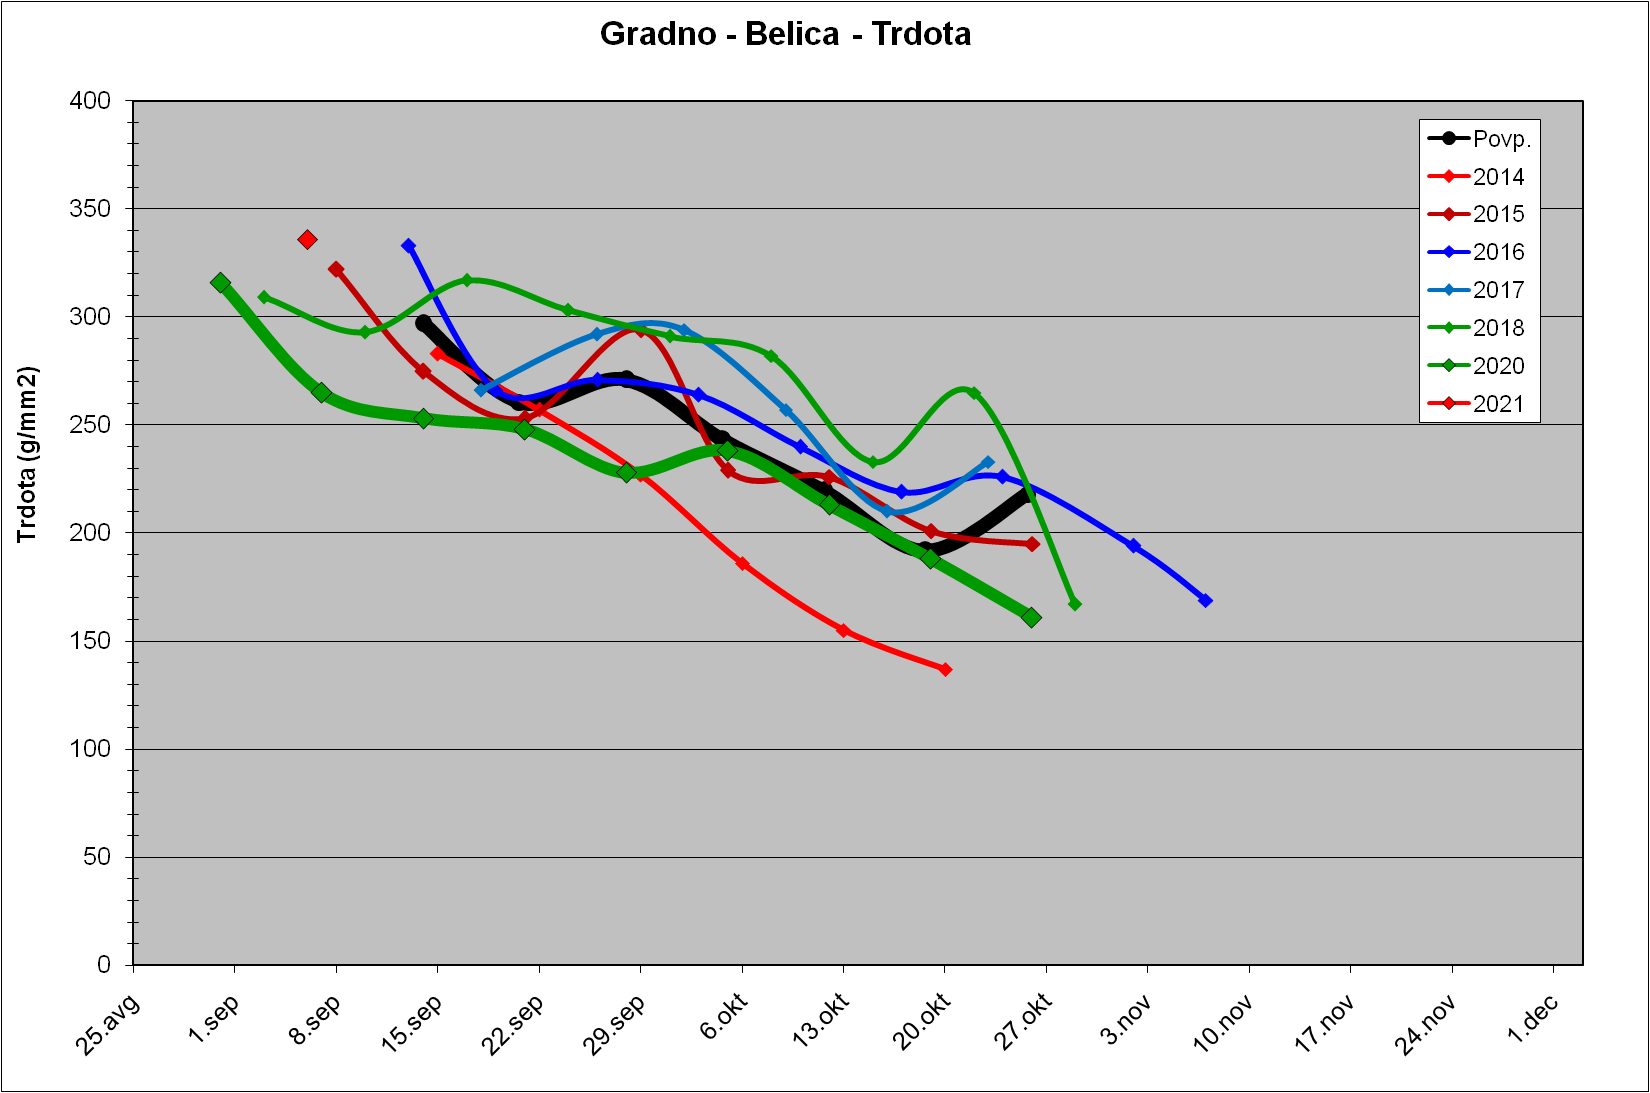 Gradno - Belica - Trdota
Trdota (g/mm2)
400
350
300
250
200
150
100
50
0
25.avg
1.sep
8.sep
15.sep
22.sep
29.sep
6.okt
13.okt
20.okt
27.okt
3.nov
10.nov
17.nov
24.nov
1.dec
Povp.
2014
2015
2016
2017
2018
2020
2021